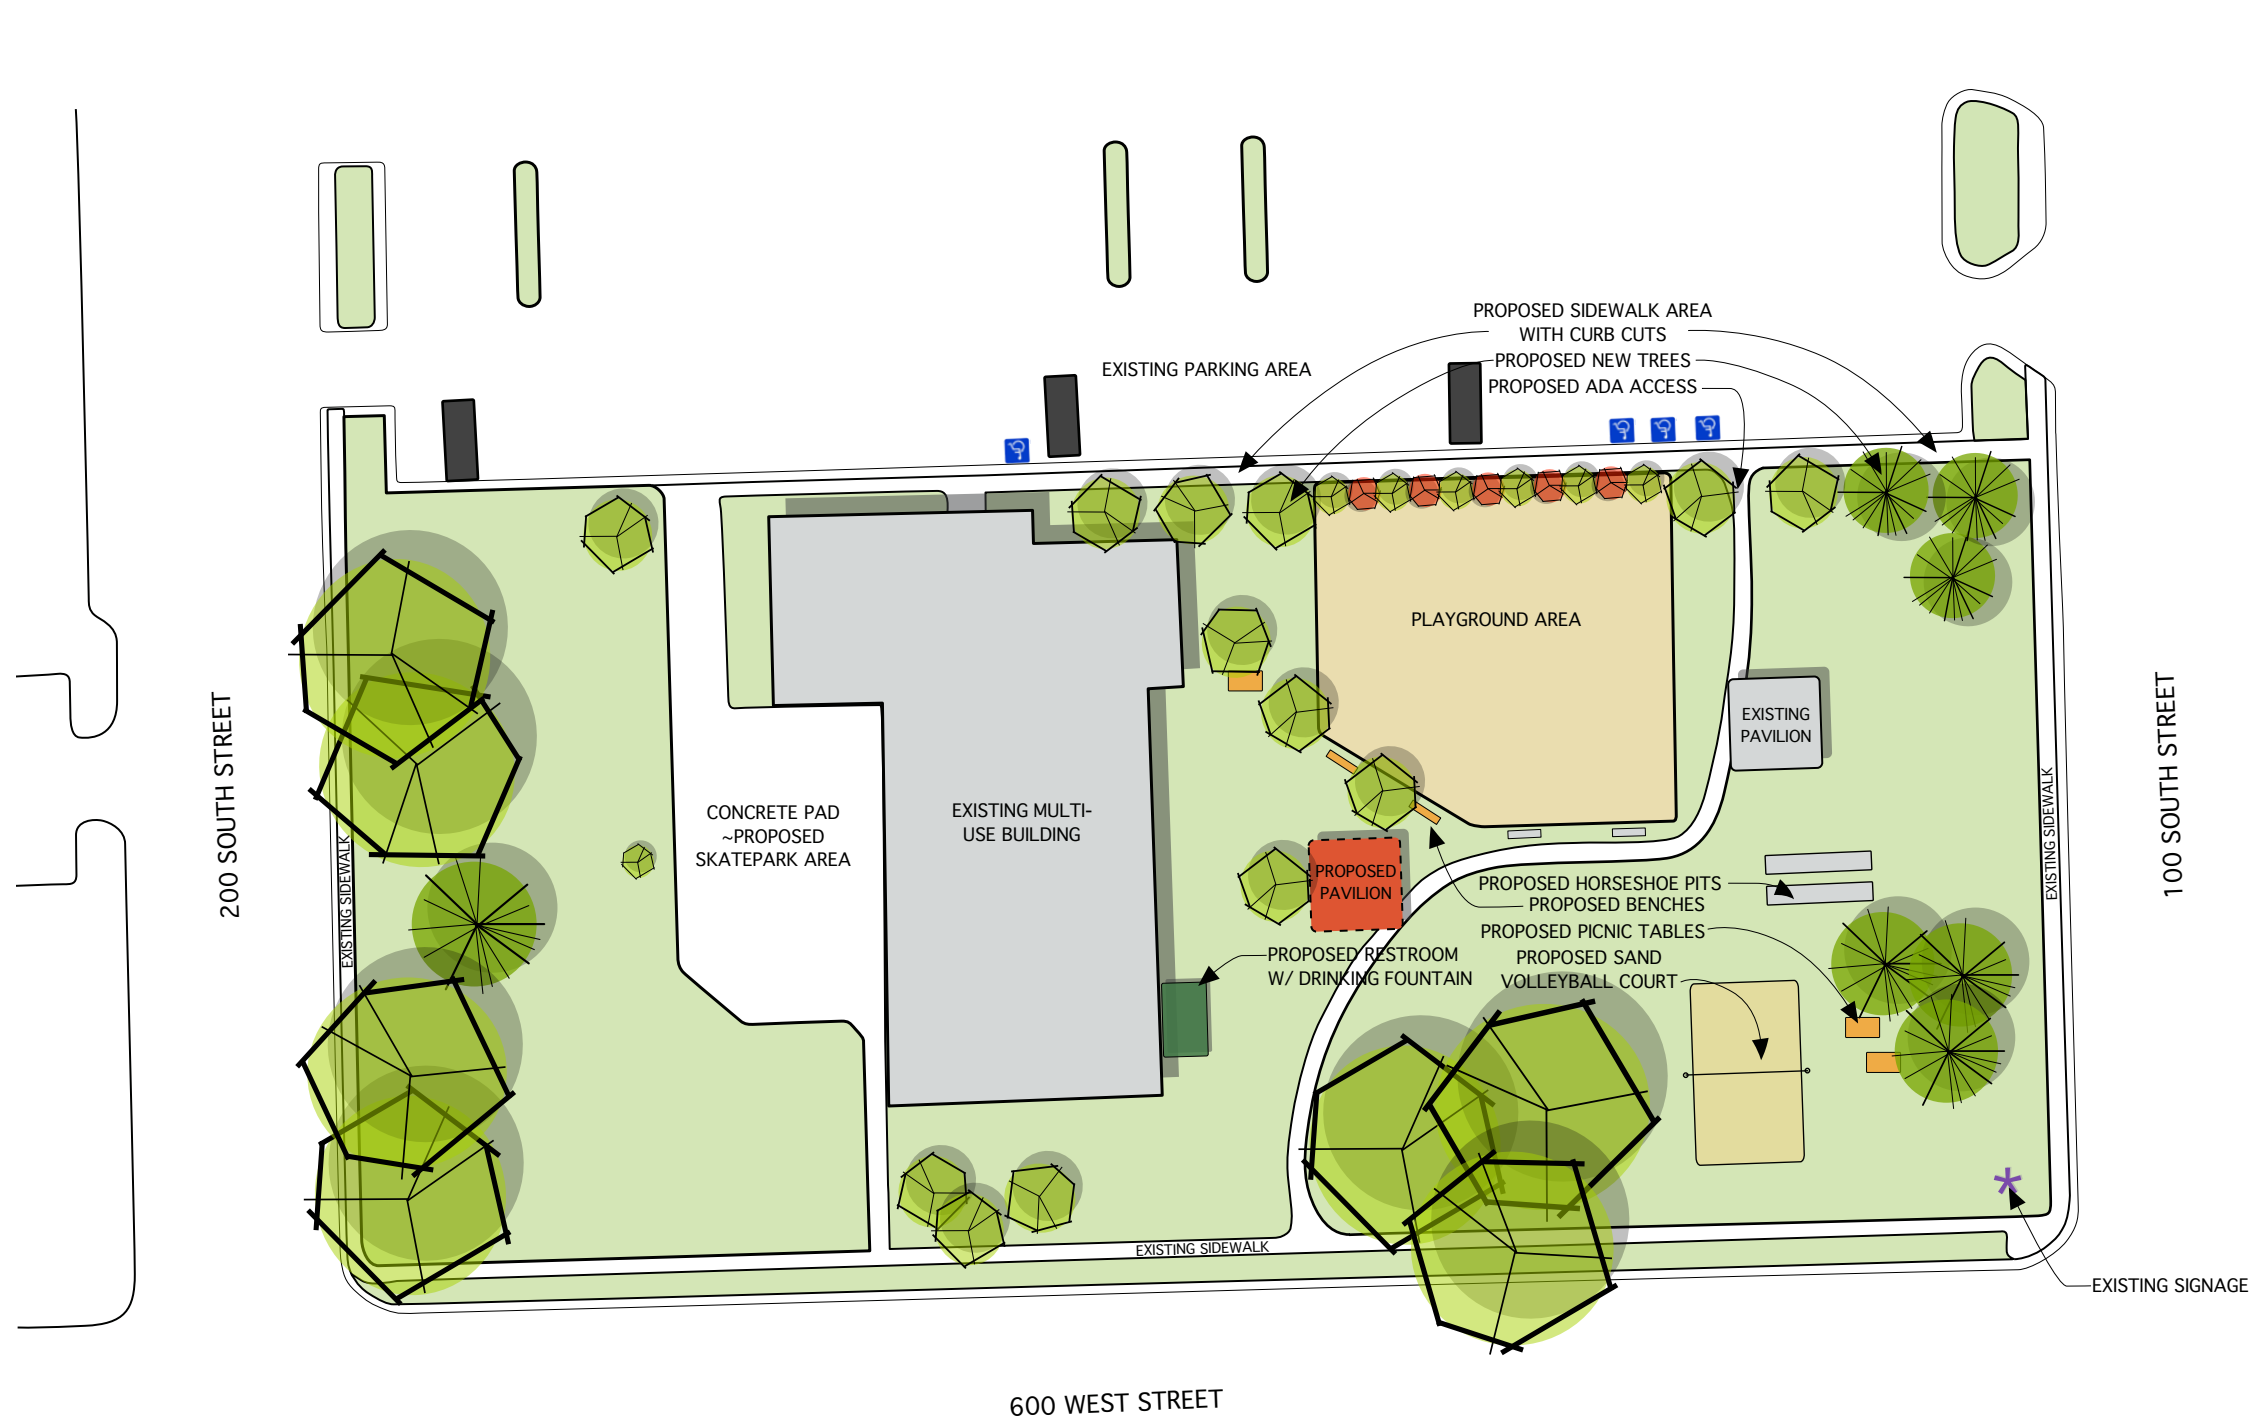 PROPOSED SIDEWALK AREA
WITH CURB CUTS
EXISTING PARKING AREA
PROPOSED NEW TREES
PROPOSED ADA ACCESS
PLAYGROUND AREA
EXISTING
PAVILION
200 SOUTH STREET
100 SOUTH STREET
EXISTING SIDEWALK
EXISTING SIDEWALK
CONCRETE PAD
~PROPOSED
SKATEPARK AREA
EXISTING MULTI-
USE BUILDING
PROPOSED
PAVILION
PROPOSED HORSESHOE PITS
PROPOSED BENCHES
PROPOSED PICNIC TABLES
PROPOSED RESTROOM
W/ DRINKING FOUNTAIN
PROPOSED SAND
VOLLEYBALL COURT
EXISTING SIDEWALK
EXISTING SIGNAGE
600 WEST STREET